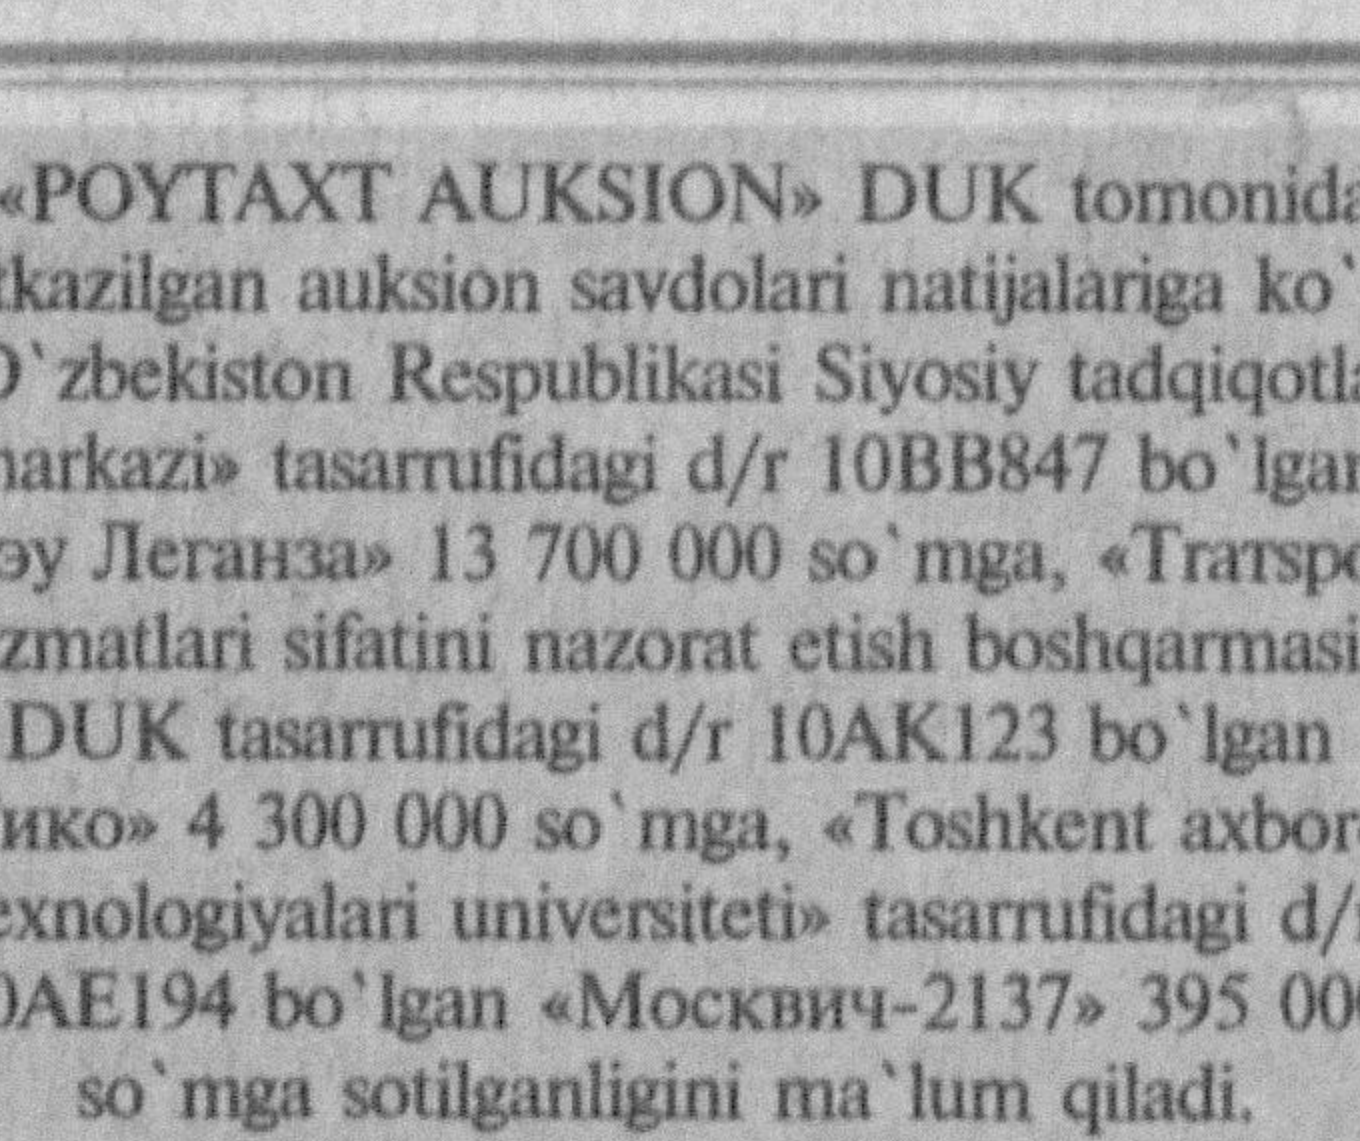 «POYTAXT AUKSION» DUK tomonida
tkazilgan auksion savdolari natijalariga ko`
O`zbekiston Respublikasi Siyosiy tadqiqotla
narkazi» tasarrufidagi d/r 10BB847 bo`lgan
эу Леганза» 13 700 000 so`mga, «Тrатspo
zmatlari sifatini nazorat etish boshqarmasi
DUK tasarrufidagi d/r 10AK123 bo`lgan
ико» 4 300 000 so`mga, «Toshkent axbor
exnologiyalari universiteti» tasarrufidagi d/r
0AE194 bo`lgan «Москвич-2137» 395 000
so`mga sotilganligini ma`lum qiladi.